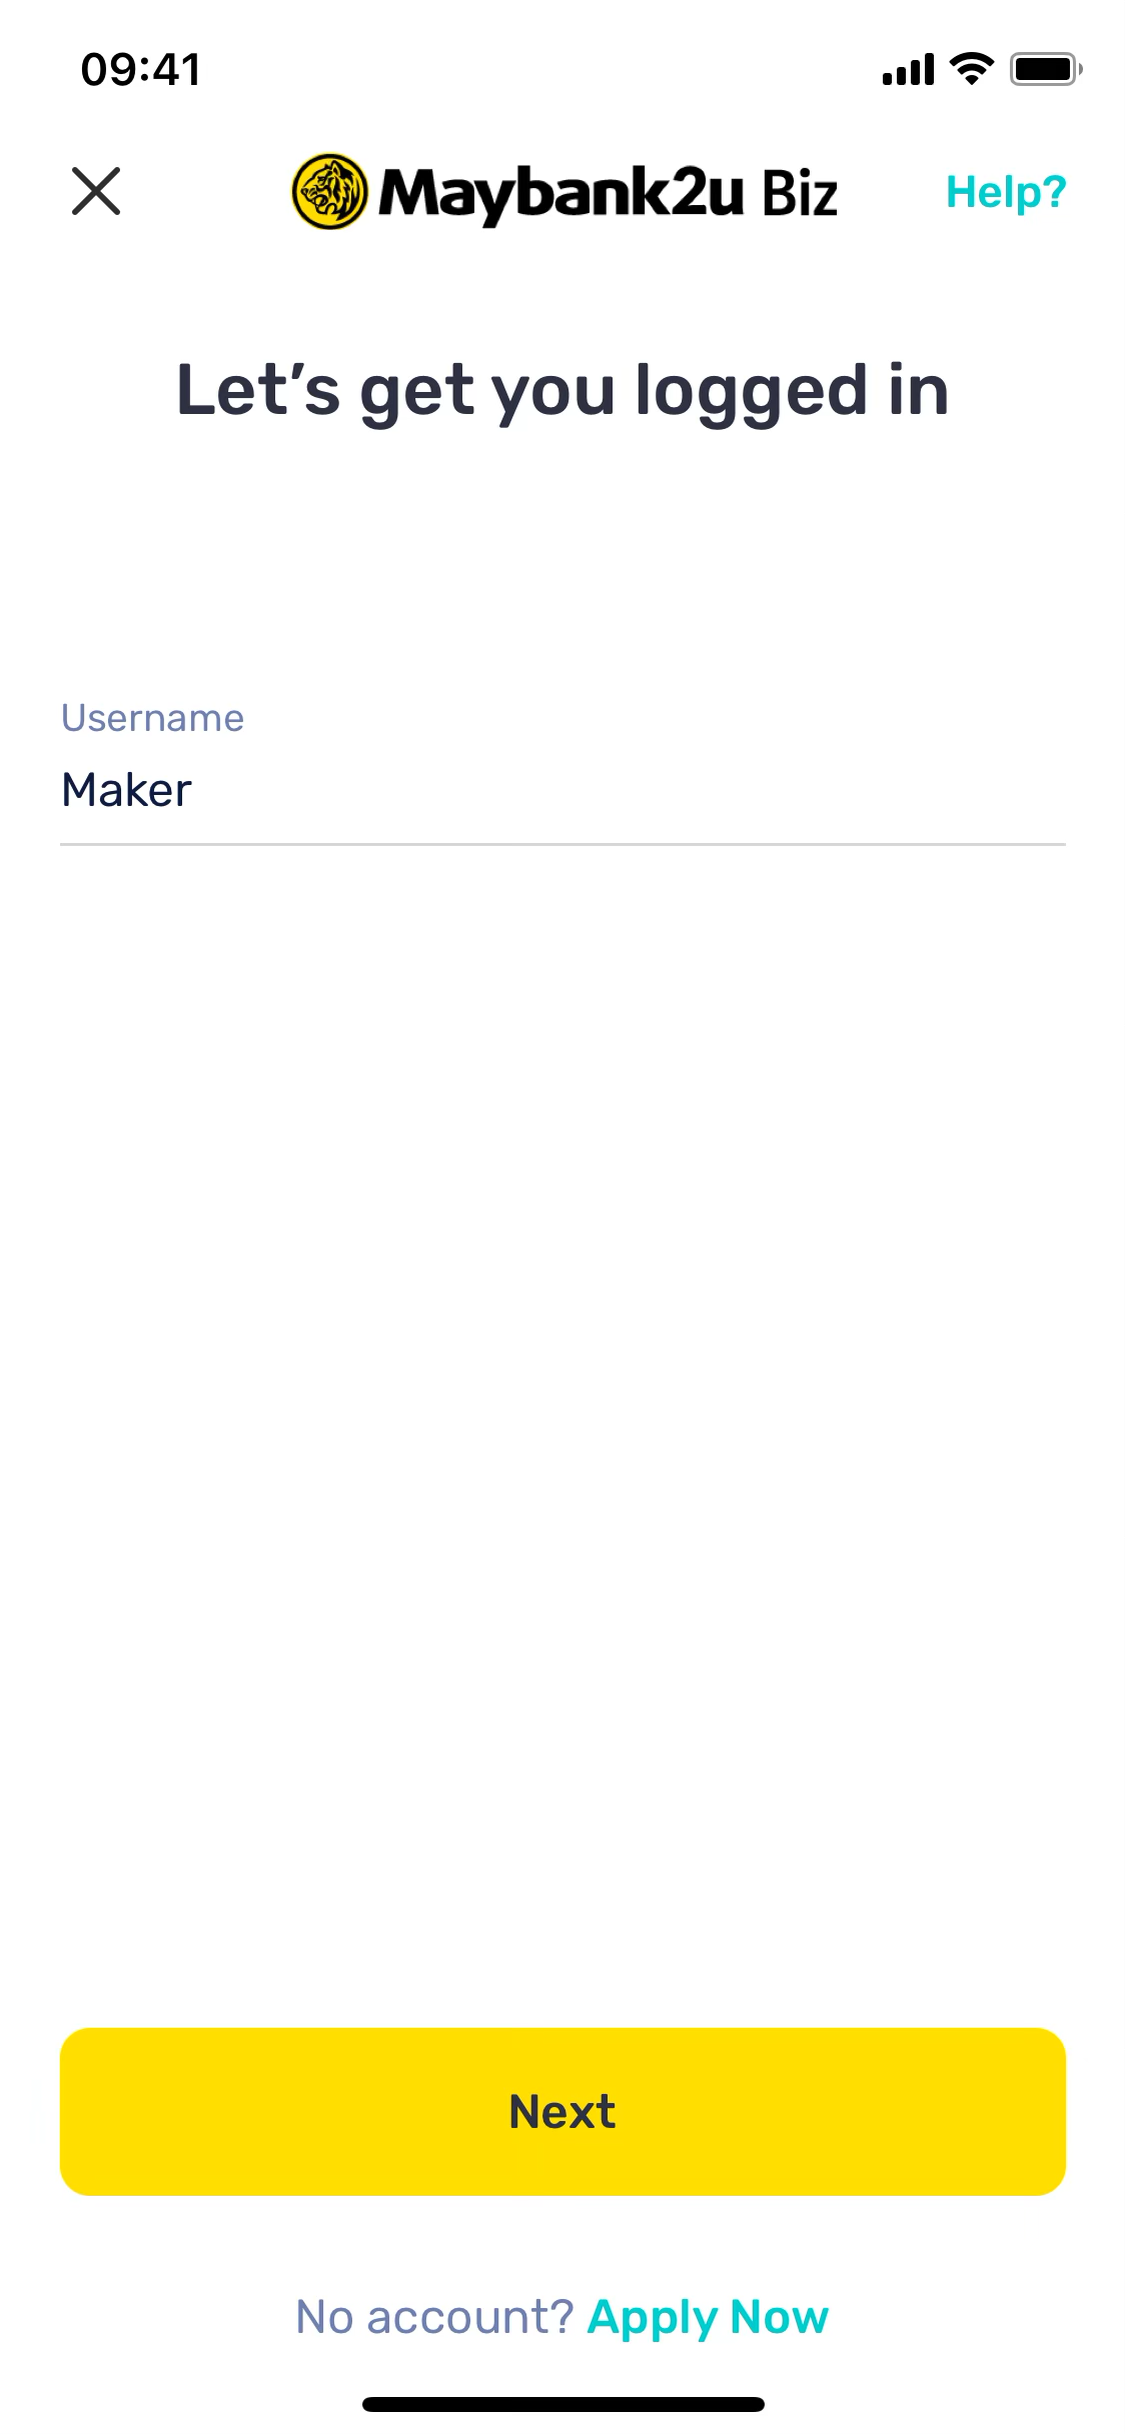 09:41
Maybank2u Biz
Help?
Let’s get you logged in
Username
Maker
Next
No account? Apply Now